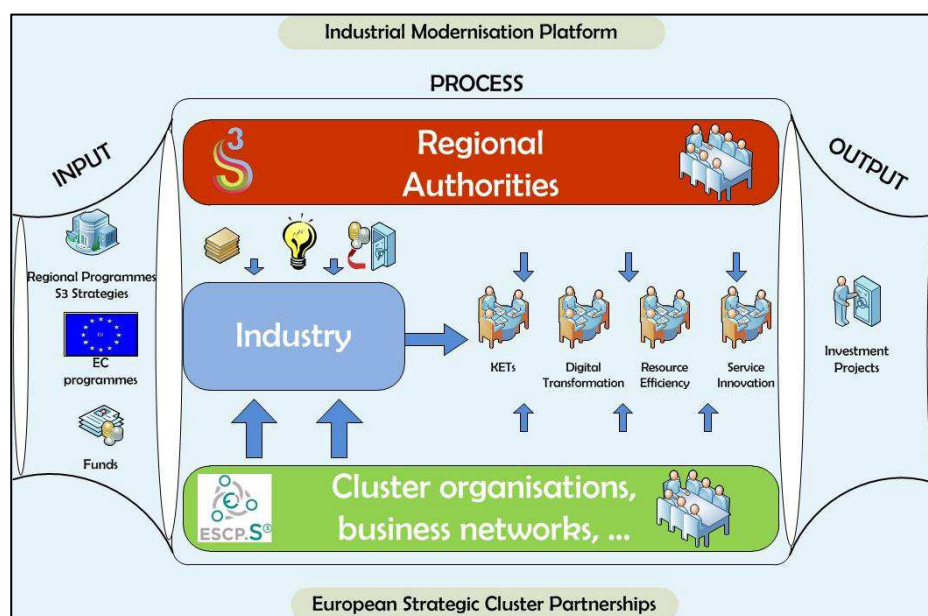 Industrial Modernisation Platform
PROCESS
INPUT
OUTPUT
S3
Regional
Authorities
Regional Programmes
S3 Strategies
EC
programmes
Funds
Industry
KETs
Digital
Transformation
Resource
Efficiency
Service
Innovation
Investment
Projects
ESCP.S3
Cluster organisations,
business networks, ...
European Strategic Cluster Partnerships